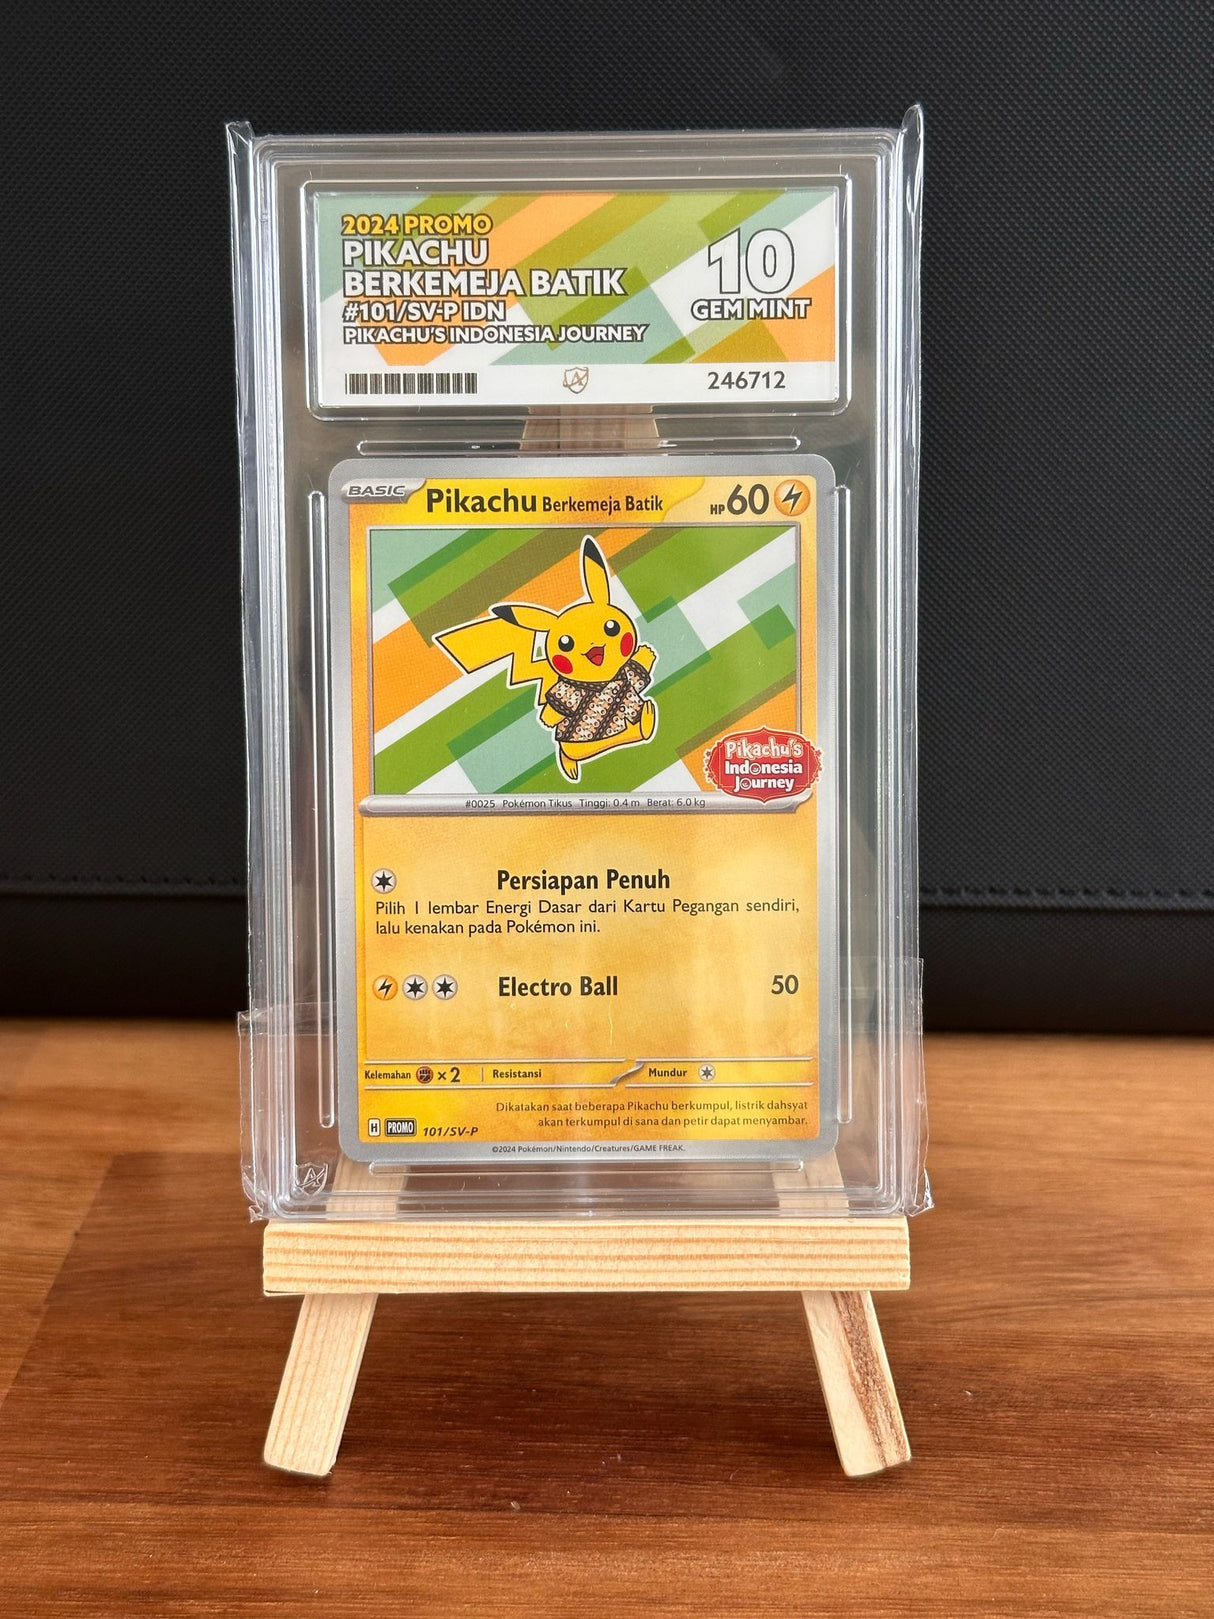 2024 PROMO
PIKACHU
BERKEMEJA BATIK
#101/SV-P IDN
PIKACHU'S INDONESIA JOURNEY
10
GEM MINT
246712
BASIC
Pikachu Berkemeja Batik
HP 60
Pikachu's
Indonesia
Journey
#0025 Pokémon Tikus Tinggi: 0.4 m Berat: 6.0 kg
Persiapan Penuh
Pilih 1 lembar Energi Dasar dari Kartu Pegangan sendiri,
lalu kenakan pada Pokémon ini.
Electro Ball 50
Kelemahan ×2 Resistansi Mundur
Dikatakan saat beberapa Pikachu berkumpul, listrik dahsyat
akan terkumpul di sana dan petir dapat menyambar.
H PROMO 101/SV-P
©2024 Pokémon/Nintendo/Creatures/GAME FREAK.